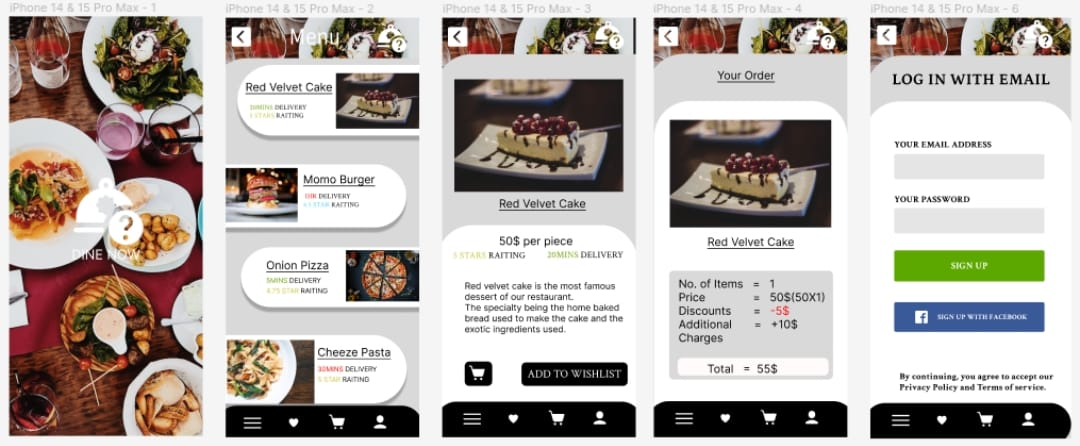 iPhone 14 & 15 Pro Max - 1
DINE NOW
iPhone 14 & 15 Pro Max - 2
Menu
Red Velvet Cake
20MINS DELIVERY
5 STARS RAITING
Momo Burger
1HR DELIVERY
4.5 STAR RAITING
Onion Pizza
5MINS DELIVERY
4.75 STAR RAITING
Cheeze Pasta
30MINS DELIVERY
5 STAR RAITING
iPhone 14 & 15 Pro Max - 3
Red Velvet Cake
50$ per piece
5 STARS RAITING 20MINS DELIVERY
Red velvet cake is the most famous
dessert of our restaurant.
The specialty being the home baked
bread used to make the cake and the
exotic ingredients used.
ADD TO WISHLIST
iPhone 14 & 15 Pro Max - 4
Your Order
Red Velvet Cake
No. of Items = 1
Price = 50$(50X1)
Discounts = -5$
Additional = +10$
Charges
Total = 55$
iPhone 14 & 15 Pro Max - 6
LOG IN WITH EMAIL
YOUR EMAIL ADDRESS
YOUR PASSWORD
SIGN UP
SIGN UP WITH FACEBOOK
By continuing, you agree to accept our
Privacy Policy and Terms of service.